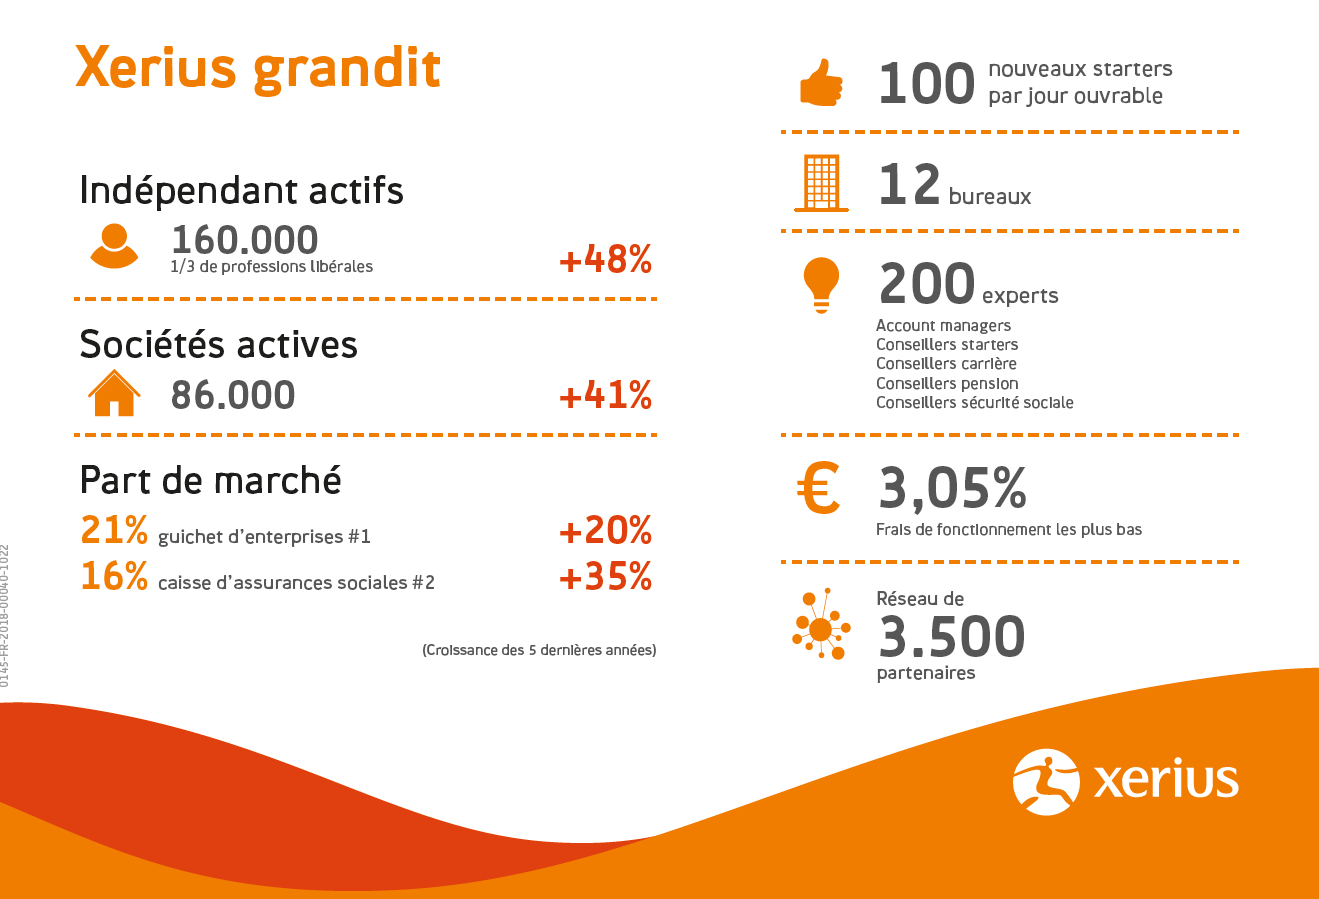 Xerius grandit
Indépendant actifs
160.000
1/3 de professions libérales
+48%
Sociétés actives
86.000
+41%
Part de marché
21% guichet d'enterprises #1
+20%
16% caisse d'assurances sociales #2
+35%
(Croissance des 5 dernières années)
100 nouveaux starters
par jour ouvrable
12 bureaux
200 experts
Account managers
Conseillers starters
Conseillers carrière
Conseillers pension
Conseillers sécurité sociale
€ 3,05%
Frais de fonctionnement les plus bas
Réseau de
3.500
partenaires
xerius
0145-FR-2018-00040-1022